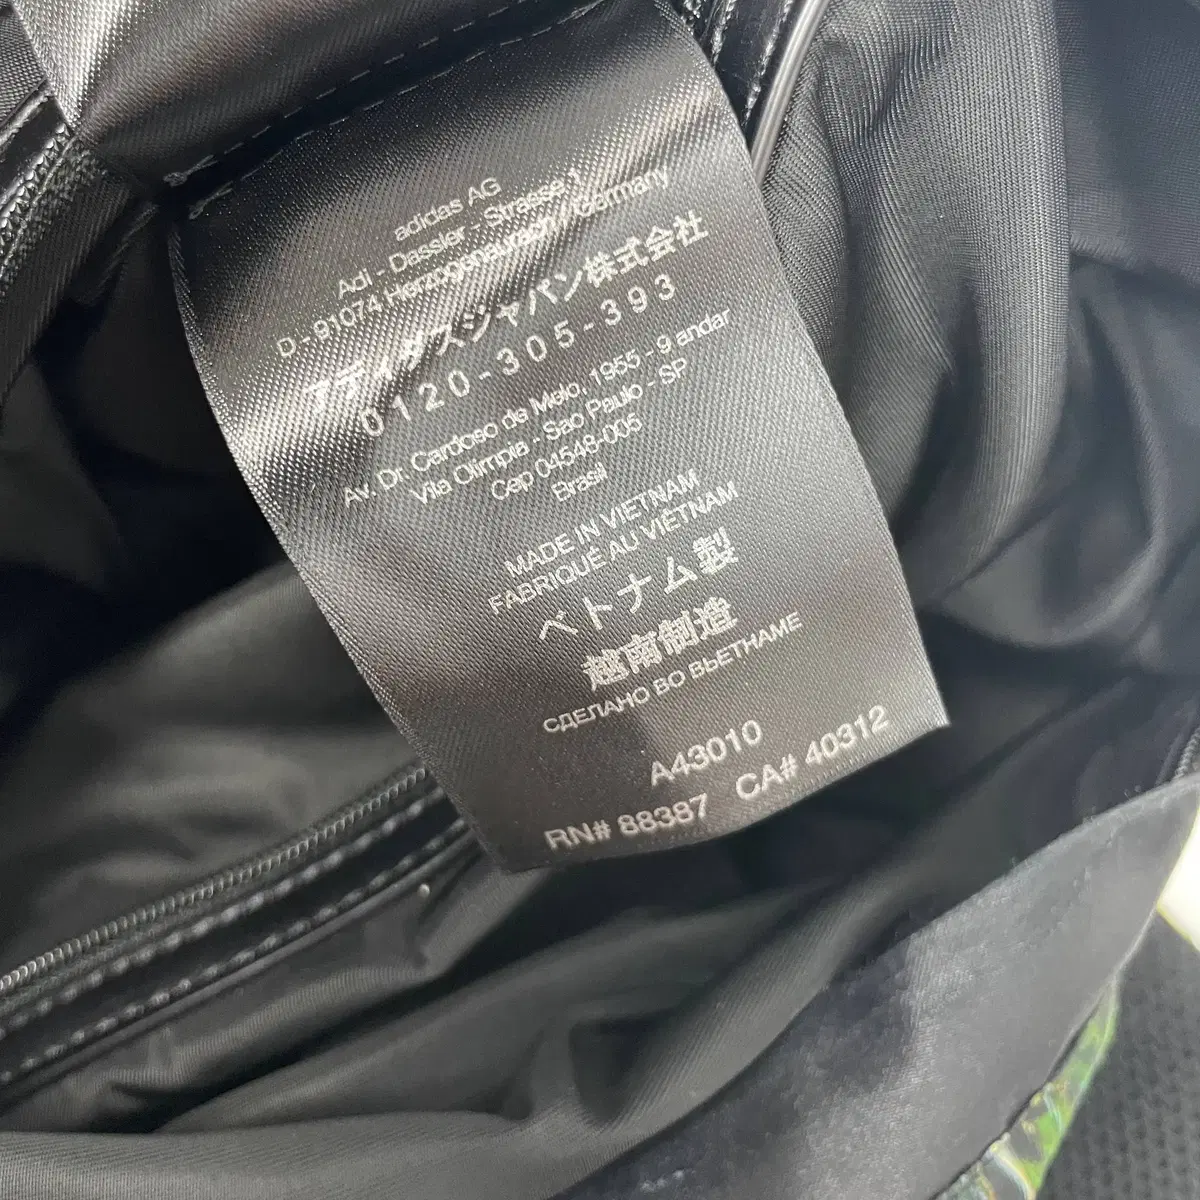 adidas AG
Adi - Dassler - Strasse 1
D - 91074 Herzogenaurach / Germany
アディダスジャパン株式会社
0120-305-393
Av. Dr. Cardoso de Melo, 1955 - 9 andar
Vila Olimpia - Sao Paulo - SP
Cep 04548-005
Brasil
MADE IN VIETNAM
FABRIQUÉ AU VIÊTNAM
ベトナム製
越南制造
СДЕЛАНО ВО ВЬЕТНАМЕ
A43010
RN# 88387 CA# 40312